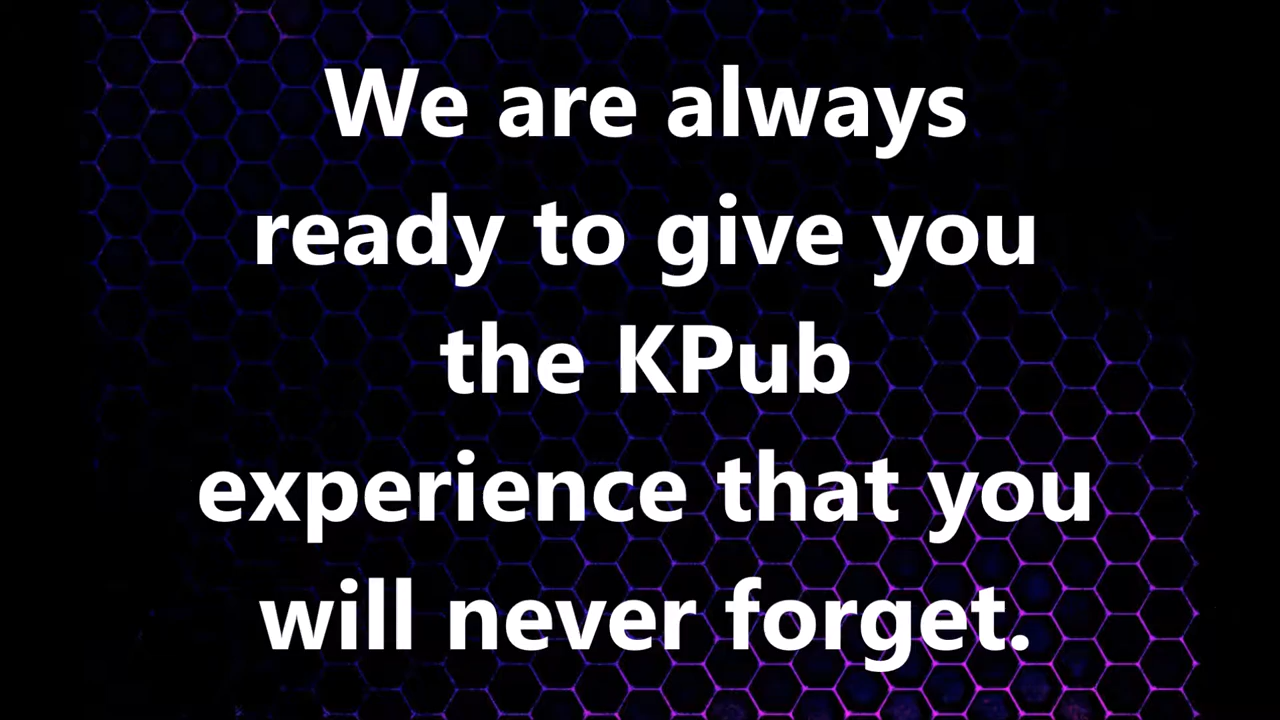 We are always
ready to give you
the KPub
experience that you
will never forget.